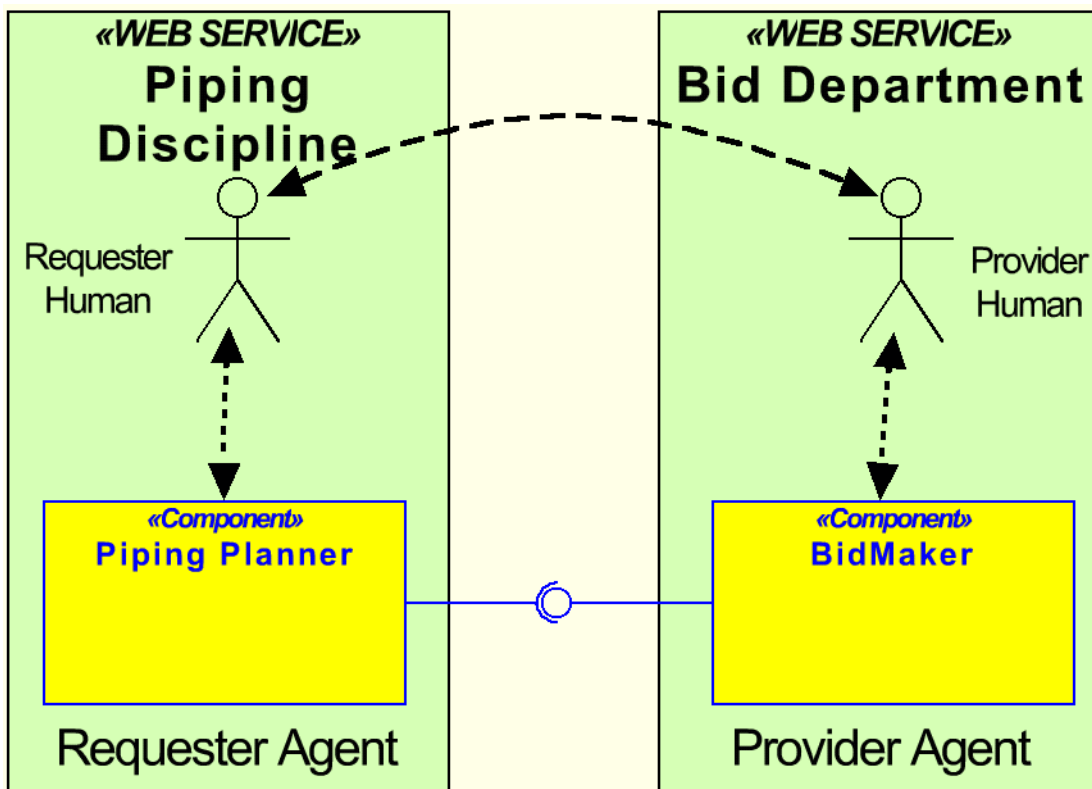 «WEB SERVICE»
Piping
Discipline
Requester
Human
«Component»
Piping Planner
Requester Agent
«WEB SERVICE»
Bid Department
Provider
Human
«Component»
BidMaker
Provider Agent